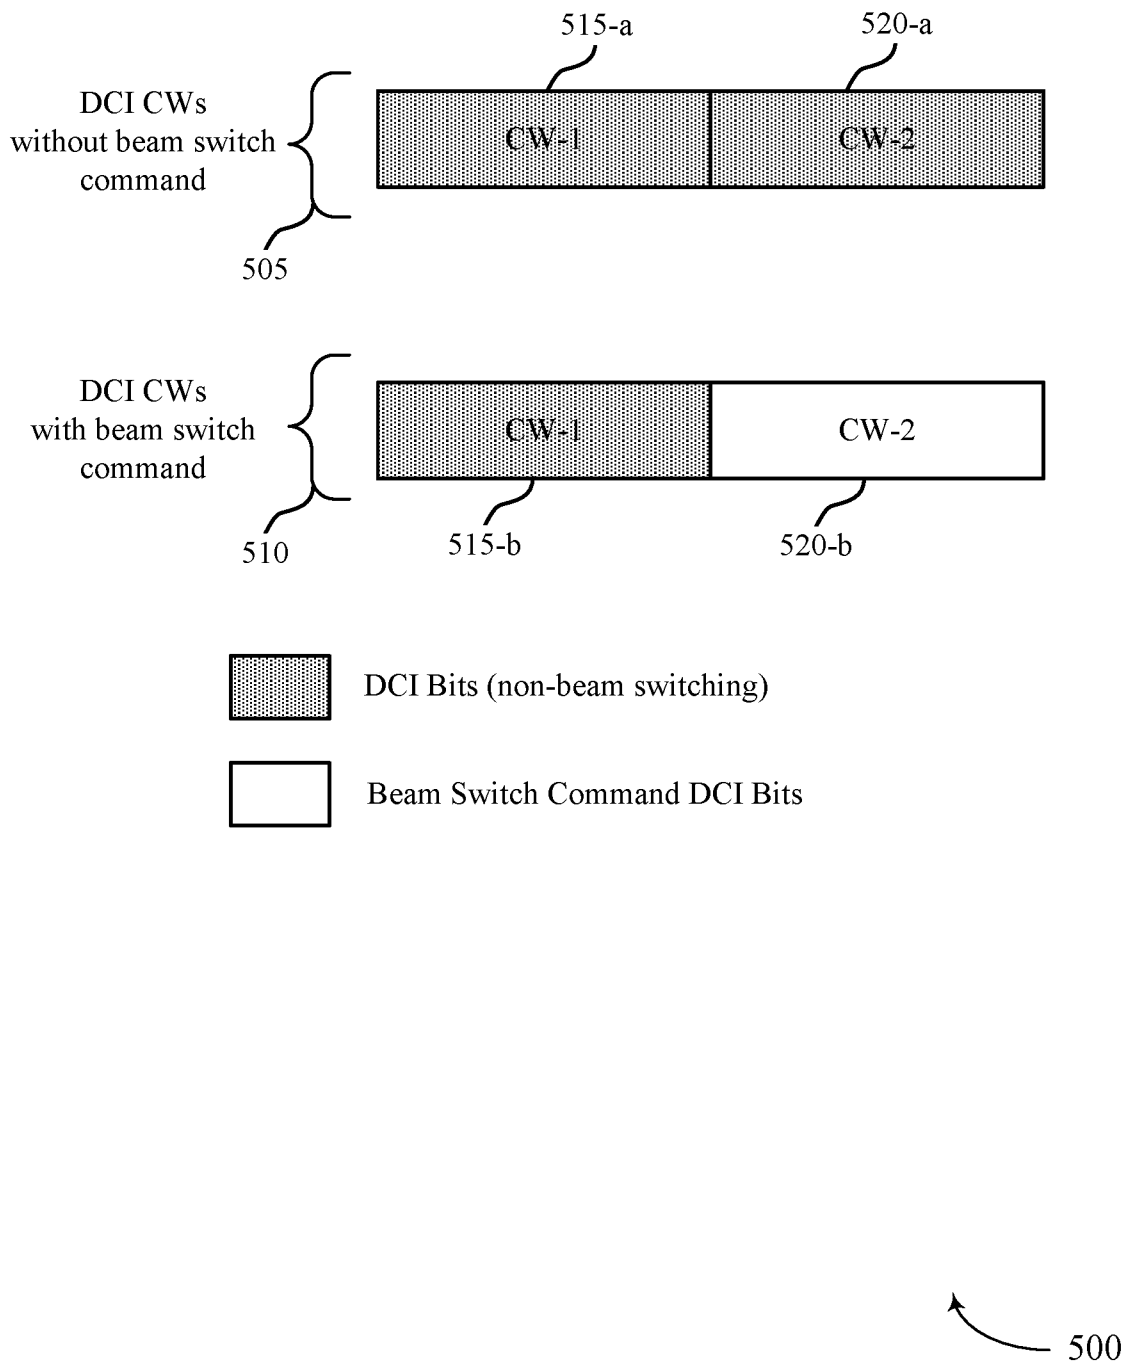 515-a
520-a
DCI CWs
without beam switch
command
CW-1
CW-2
505
DCI CWs
with beam switch
command
CW-1
CW-2
510
515-b
520-b
DCI Bits (non-beam switching)
Beam Switch Command DCI Bits
500